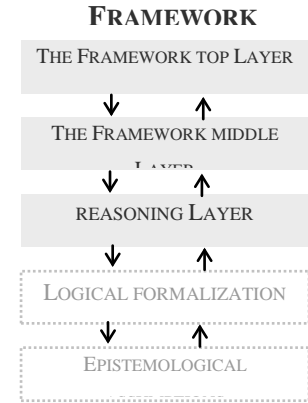 FRAMEWORK
THE FRAMEWORK TOP LAYER
THE FRAMEWORK MIDDLE
REASONING LAYER
LOGICAL FORMALIZATION
EPISTEMOLOGICAL